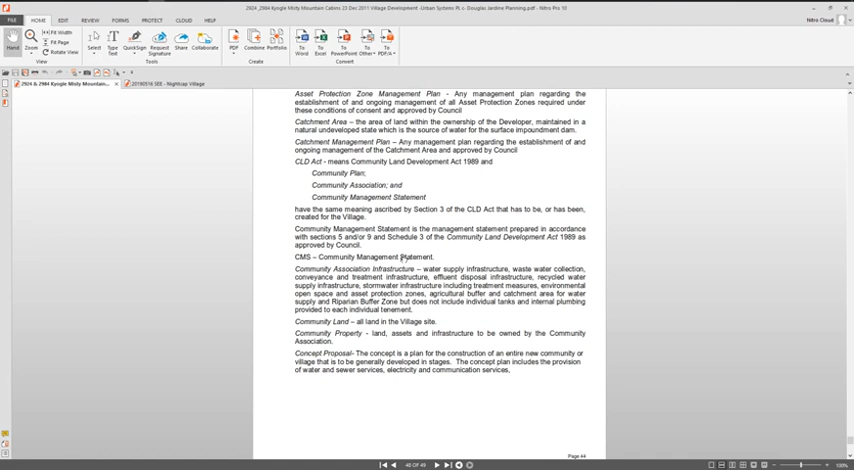 2924_2984 Kyogle Misty Mountain Cabins 23 Dec 2011 Village Development -Urban Systems Pt c- Douglas Jardine Planning.pdf - Nitro Pro 10
FILE HOME EDIT REVIEW FORMS PROTECT CLOUD HELP
Nitro Cloud
Hand Zoom Fit Width Fit Page Rotate View
Select Type Text QuickSign Request Signature Share Collaborate
PDF Combine Portfolio
To Word To Excel To PowerPoint To Other To PDF/A
View Tools Create Convert
2924 & 2984 Kyogle Misty Mountain... 20190516 SEE - Nightcap Village
Asset Protection Zone Management Plan - Any management plan regarding the
establishment of and ongoing management of all Asset Protection Zones required under
these conditions of consent and approved by Council
Catchment Area – the area of land within the ownership of the Developer, maintained in a
natural undeveloped state which is the source of water for the surface impoundment dam.
Catchment Management Plan – Any management plan regarding the establishment of and
ongoing management of the Catchment Area and approved by Council
CLD Act - means Community Land Development Act 1989 and
Community Plan;
Community Association; and
Community Management Statement
have the same meaning ascribed by Section 3 of the CLD Act that has to be, or has been,
created for the Village.
Community Management Statement is the management statement prepared in accordance
with sections 5 and/or 9 and Schedule 3 of the Community Land Development Act 1989 as
approved by Council.
CMS – Community Management Statement.
Community Association Infrastructure – water supply infrastructure, waste water collection,
conveyance and treatment infrastructure, effluent disposal infrastructure, recycled water
supply infrastructure, stormwater infrastructure including treatment measures, environmental
open space and asset protection zones, agricultural buffer and catchment area for water
supply and Riparian Buffer Zone but does not include individual tanks and internal plumbing
provided to each individual tenement.
Community Land – all land in the Village site.
Community Property - land, assets and infrastructure to be owned by the Community
Association.
Concept Proposal- The concept is a plan for the construction of an entire new community or
village that is to be generally developed in stages. The concept plan includes the provision
of water and sewer services, electricity and communication services,
Page 44
48 OF 49
100%